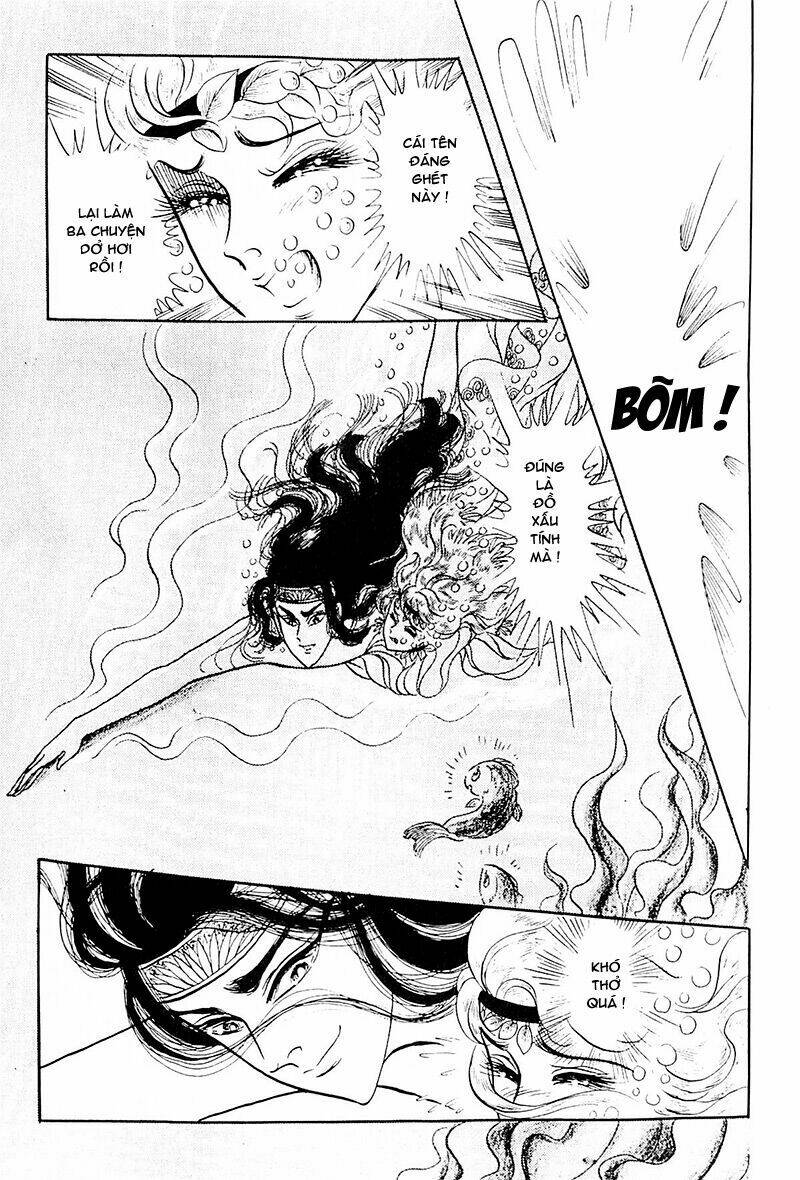 BÕM !
CÁI TÊN
ĐÁNG
GHÉT
NÀY !
LẠI LÀM
BA CHUYỆN
DỞ HƠI
RỒI !
ĐÚNG
LÀ
ĐỒ
XẤU
TÍNH
MÀ !
KHÓ
THỞ
QUÁ !